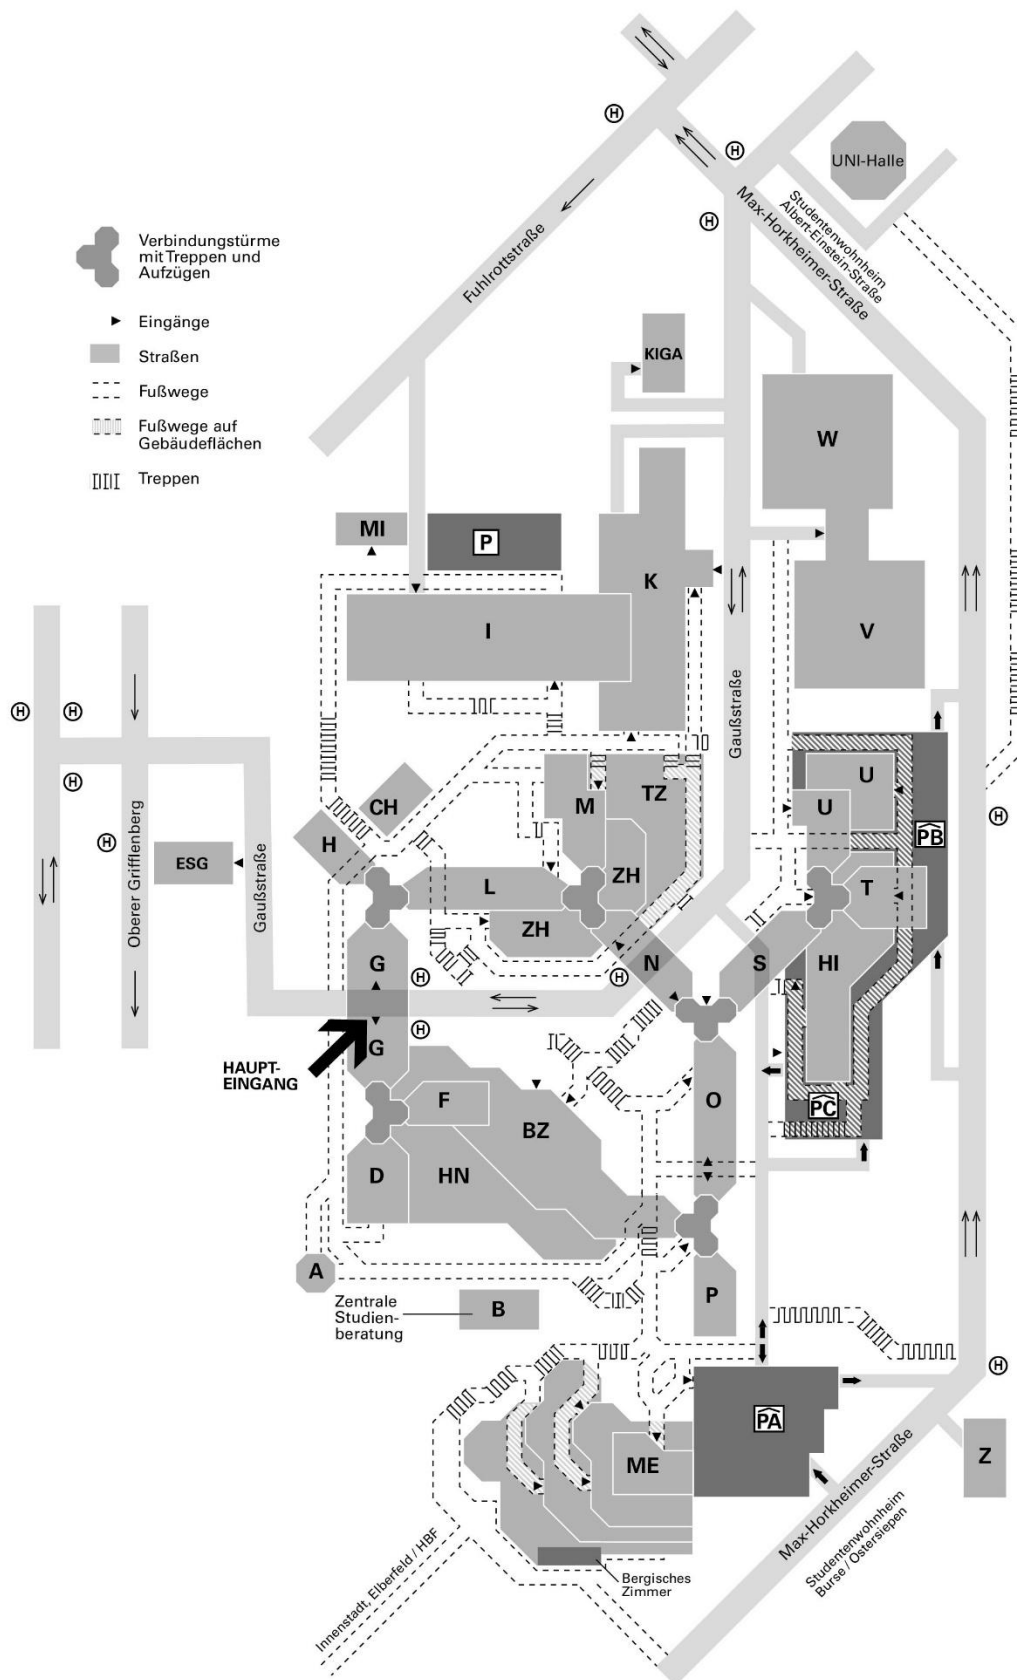 H
H
H
UNI-Halle
Verbindungstürme
mit Treppen und
Aufzügen
Eingänge
Straßen
Fußwege
Fußwege auf
Gebäudeflächen
Treppen
Fuhlrottstraße
Max-Horkheimer-Straße
Studentenwohnheim
Albert-Einstein-Straße
KIGA
W
MI
P
K
I
V
Gaußstraße
H
H
H
H
Oberer Grifflenberg
ESG
Gaußstraße
CH
H
M
TZ
U
U
PB
H
L
ZH
ZH
T
G
N
S
HI
H
H
H
G
HAUPT-
EINGANG
F
BZ
O
PC
D
HN
A
P
B
Zentrale
Studien-
beratung
H
PA
ME
Z
Max-Horkheimer-Straße
Studentenwohnheim
Burse / Ostersiepen
Bergisches
Zimmer
Innenstadt, Elberfeld / HBF